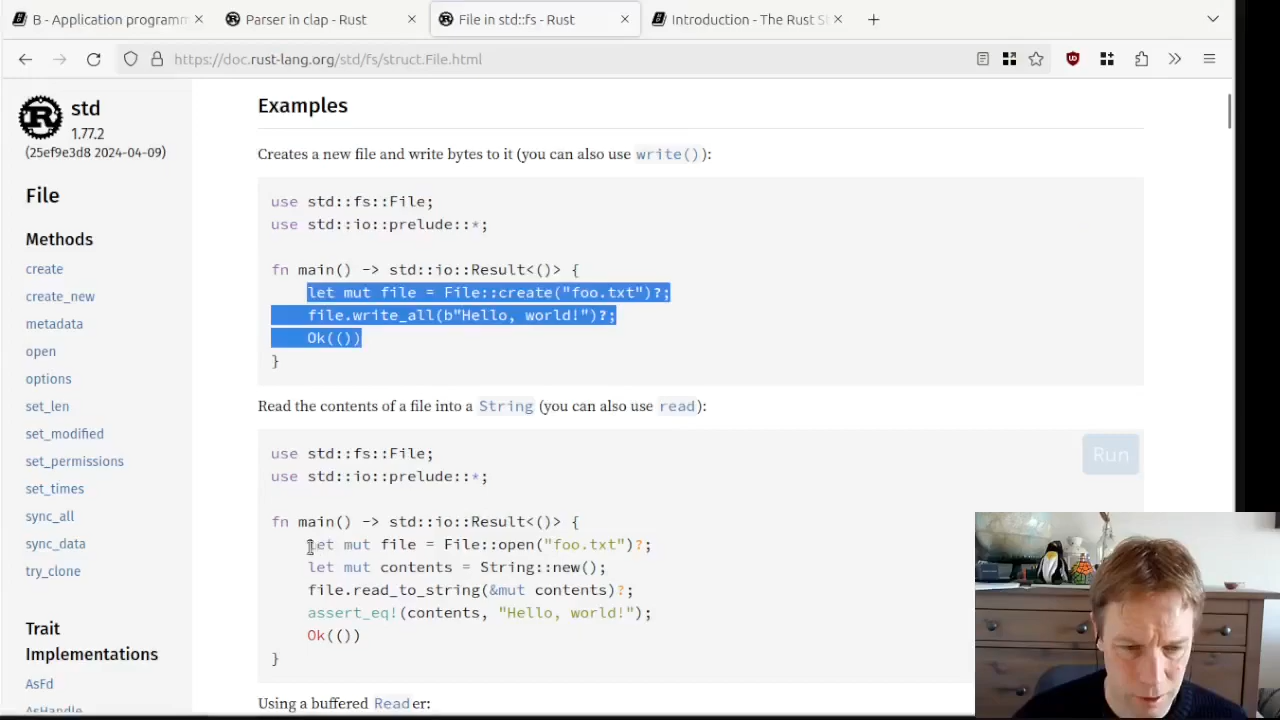 B - Application programm
Parser in clap - Rust
File in std::fs - Rust
Introduction - The Rust S
https://doc.rust-lang.org/std/fs/struct.File.html
std
1.77.2
(25ef9e3d8 2024-04-09)
File
Methods
create
create_new
metadata
open
options
set_len
set_modified
set_permissions
set_times
sync_all
sync_data
try_clone
Trait
Implementations
AsFd
AsHandle
Examples
Creates a new file and write bytes to it (you can also use write()):
use std::fs::File;
use std::io::prelude::*;
fn main() -> std::io::Result<()> {
let mut file = File::create("foo.txt")?;
file.write_all(b"Hello, world!")?;
Ok(())
}
Read the contents of a file into a String (you can also use read):
Run
use std::fs::File;
use std::io::prelude::*;
fn main() -> std::io::Result<()> {
let mut file = File::open("foo.txt")?;
let mut contents = String::new();
file.read_to_string(&mut contents)?;
assert_eq!(contents, "Hello, world!");
Ok(())
}
Using a buffered Reader: